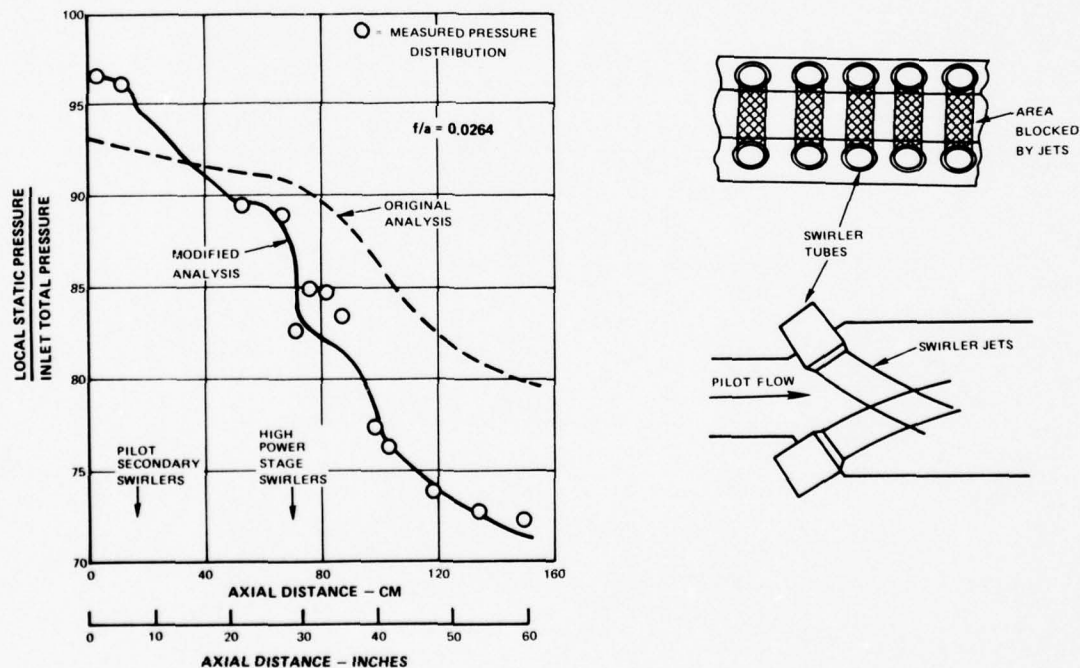 100
95
90
85
80
75
70
LOCAL STATIC PRESSURE
INLET TOTAL PRESSURE
O = MEASURED PRESSURE
DISTRIBUTION
f/a = 0.0264
ORIGINAL
ANALYSIS
MODIFIED
ANALYSIS
PILOT
SECONDARY
SWIRLERS
HIGH
POWER
STAGE
SWIRLERS
0 40 80 120 160
AXIAL DISTANCE – CM
0 10 20 30 40 50 60
AXIAL DISTANCE – INCHES
AREA
BLOCKED
BY JETS
SWIRLER
TUBES
SWIRLER JETS
PILOT FLOW